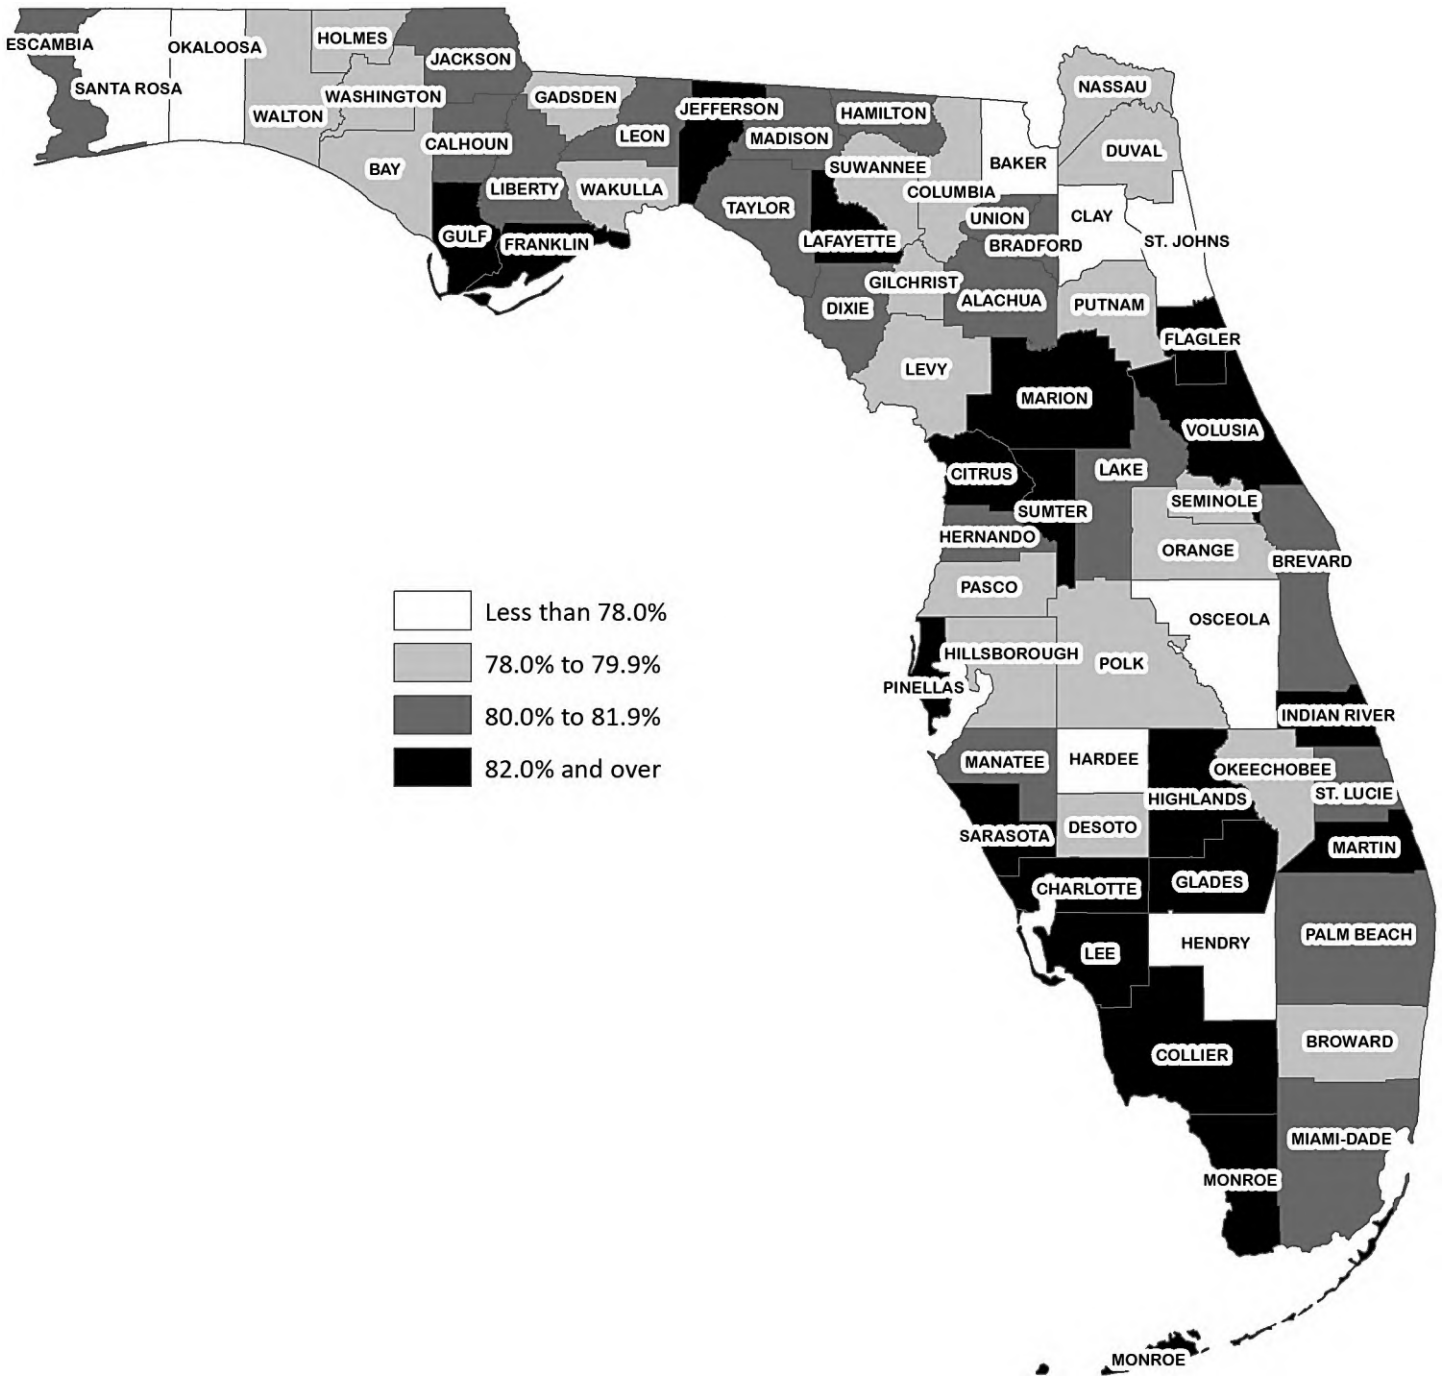 HOLMES
ESCAMBIA
OKALOOSA
JACKSON
SANTA ROSA
WASHINGTON
GADSDEN
NASSAU
WALTON
JEFFERSON
HAMILTON
LEON
MADISON
CALHOUN
DUVAL
BAY
SUWANNEE
BAKER
LIBERTY
WAKULLA
COLUMBIA
TAYLOR
UNION
CLAY
GULF
FRANKLIN
LAFAYETTE
BRADFORD
ST. JOHNS
GILCHRIST
DIXIE
ALACHUA
PUTNAM
FLAGLER
LEVY
MARION
VOLUSIA
CITRUS
LAKE
SEMINOLE
SUMTER
HERNANDO
ORANGE
BREVARD
PASCO
OSCEOLA
HILLSBOROUGH
POLK
PINELLAS
INDIAN RIVER
MANATEE
HARDEE
OKEECHOBEE
HIGHLANDS
ST. LUCIE
SARASOTA
DESOTO
MARTIN
CHARLOTTE
GLADES
PALM BEACH
HENDRY
LEE
BROWARD
COLLIER
MIAMI-DADE
MONROE
MONROE
Less than 78.0%
78.0% to 79.9%
80.0% to 81.9%
82.0% and over